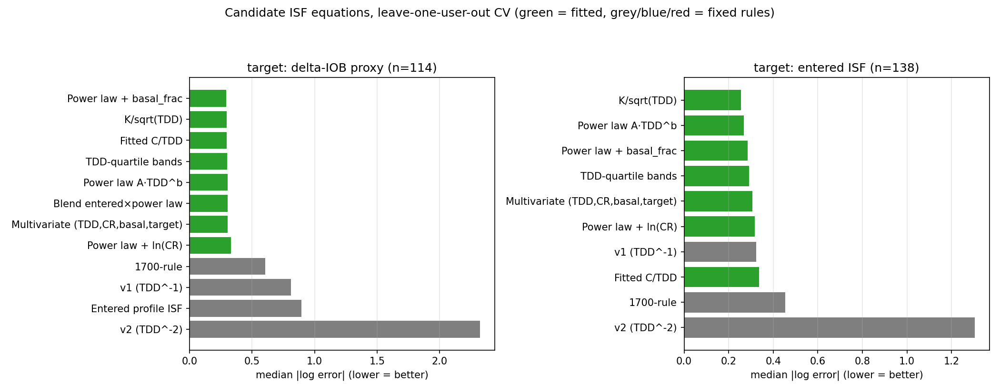 Candidate ISF equations, leave-one-user-out CV (green = fitted, grey/blue/red = fixed rules)
target: delta-IOB proxy (n=114)
Power law + basal_frac
K/sqrt(TDD)
Fitted C/TDD
TDD-quartile bands
Power law A·TDD^b
Blend entered×power law
Multivariate (TDD,CR,basal,target)
Power law + ln(CR)
1700-rule
v1 (TDD^-1)
Entered profile ISF
v2 (TDD^-2)
0.0 0.5 1.0 1.5 2.0
median |log error| (lower = better)
target: entered ISF (n=138)
K/sqrt(TDD)
Power law A·TDD^b
Power law + basal_frac
TDD-quartile bands
Multivariate (TDD,CR,basal,target)
Power law + ln(CR)
v1 (TDD^-1)
Fitted C/TDD
1700-rule
v2 (TDD^-2)
0.0 0.2 0.4 0.6 0.8 1.0 1.2
median |log error| (lower = better)